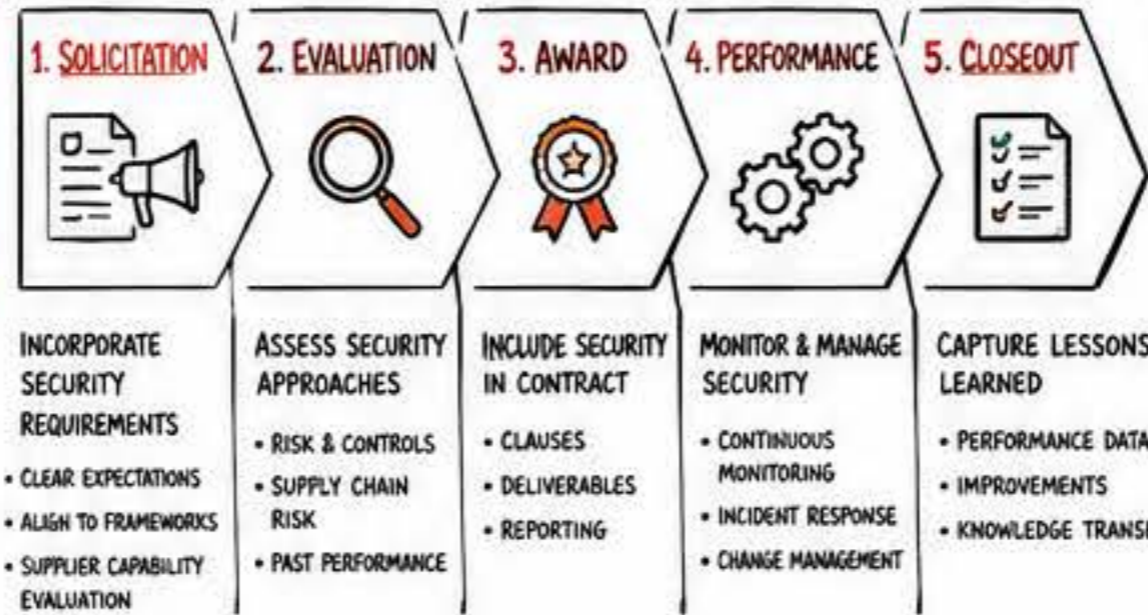 1. SOLICITATION
INCORPORATE
SECURITY
REQUIREMENTS
• CLEAR EXPECTATIONS
• ALIGN TO FRAMEWORKS
• SUPPLIER CAPABILITY
EVALUATION
2. EVALUATION
ASSESS SECURITY
APPROACHES
• RISK & CONTROLS
• SUPPLY CHAIN
RISK
• PAST PERFORMANCE
3. AWARD
INCLUDE SECURITY
IN CONTRACT
• CLAUSES
• DELIVERABLES
• REPORTING
4. PERFORMANCE
MONITOR & MANAGE
SECURITY
• CONTINUOUS
MONITORING
• INCIDENT RESPONSE
• CHANGE MANAGEMENT
5. CLOSEOUT
CAPTURE LESSONS
LEARNED
• PERFORMANCE DATA
• IMPROVEMENTS
• KNOWLEDGE